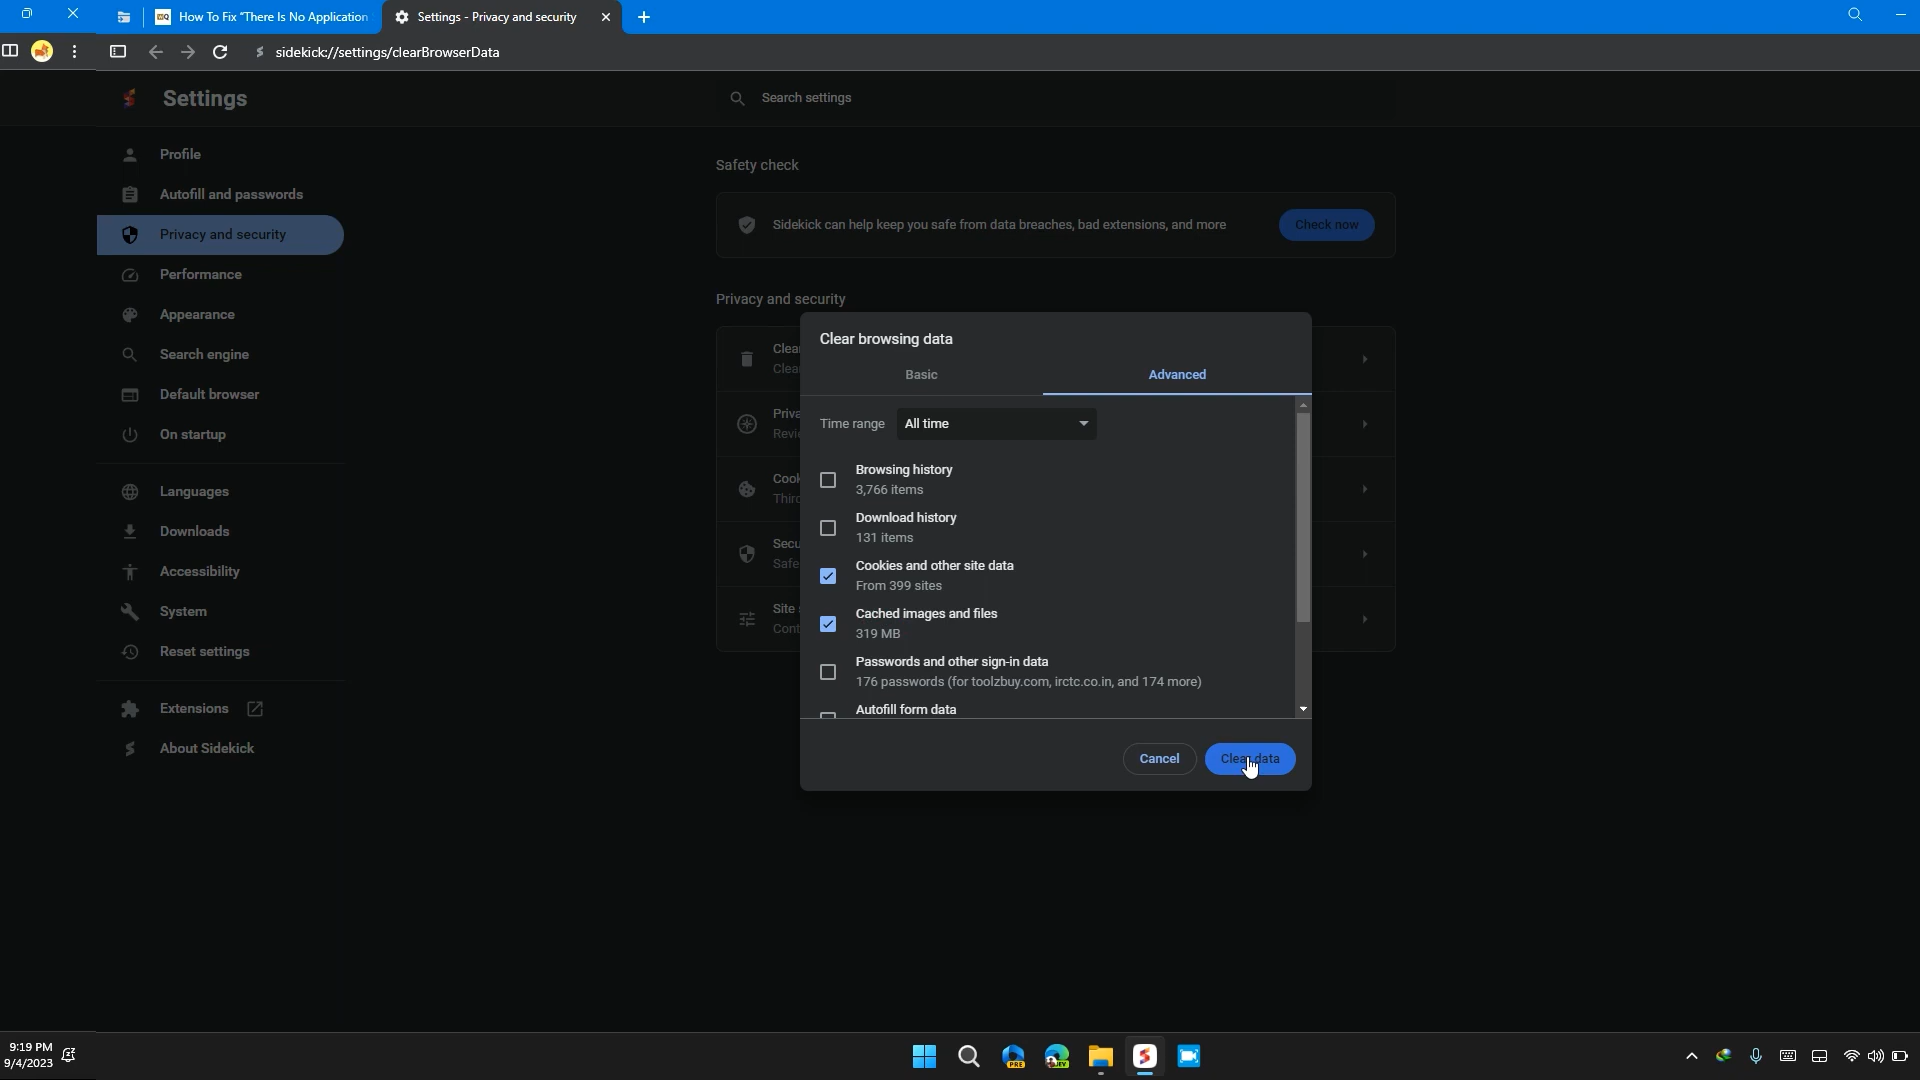 How To Fix "There Is No Application
Settings - Privacy and security
sidekick://settings/clearBrowserData
Settings
Search settings
Profile
Autofill and passwords
Privacy and security
Performance
Appearance
Search engine
Default browser
On startup
Languages
Downloads
Accessibility
System
Reset settings
Extensions
About Sidekick
Safety check
Sidekick can help keep you safe from data breaches, bad extensions, and more
Check now
Privacy and security
Clear browsing data
Basic
Advanced
Time range
All time
Browsing history
3,766 items
Download history
131 items
Cookies and other site data
From 399 sites
Cached images and files
319 MB
Passwords and other sign-in data
176 passwords (for toolzbuy.com, irctc.co.in, and 174 more)
Autofill form data
Cancel
Clear data
9:19 PM
9/4/2023
PRE